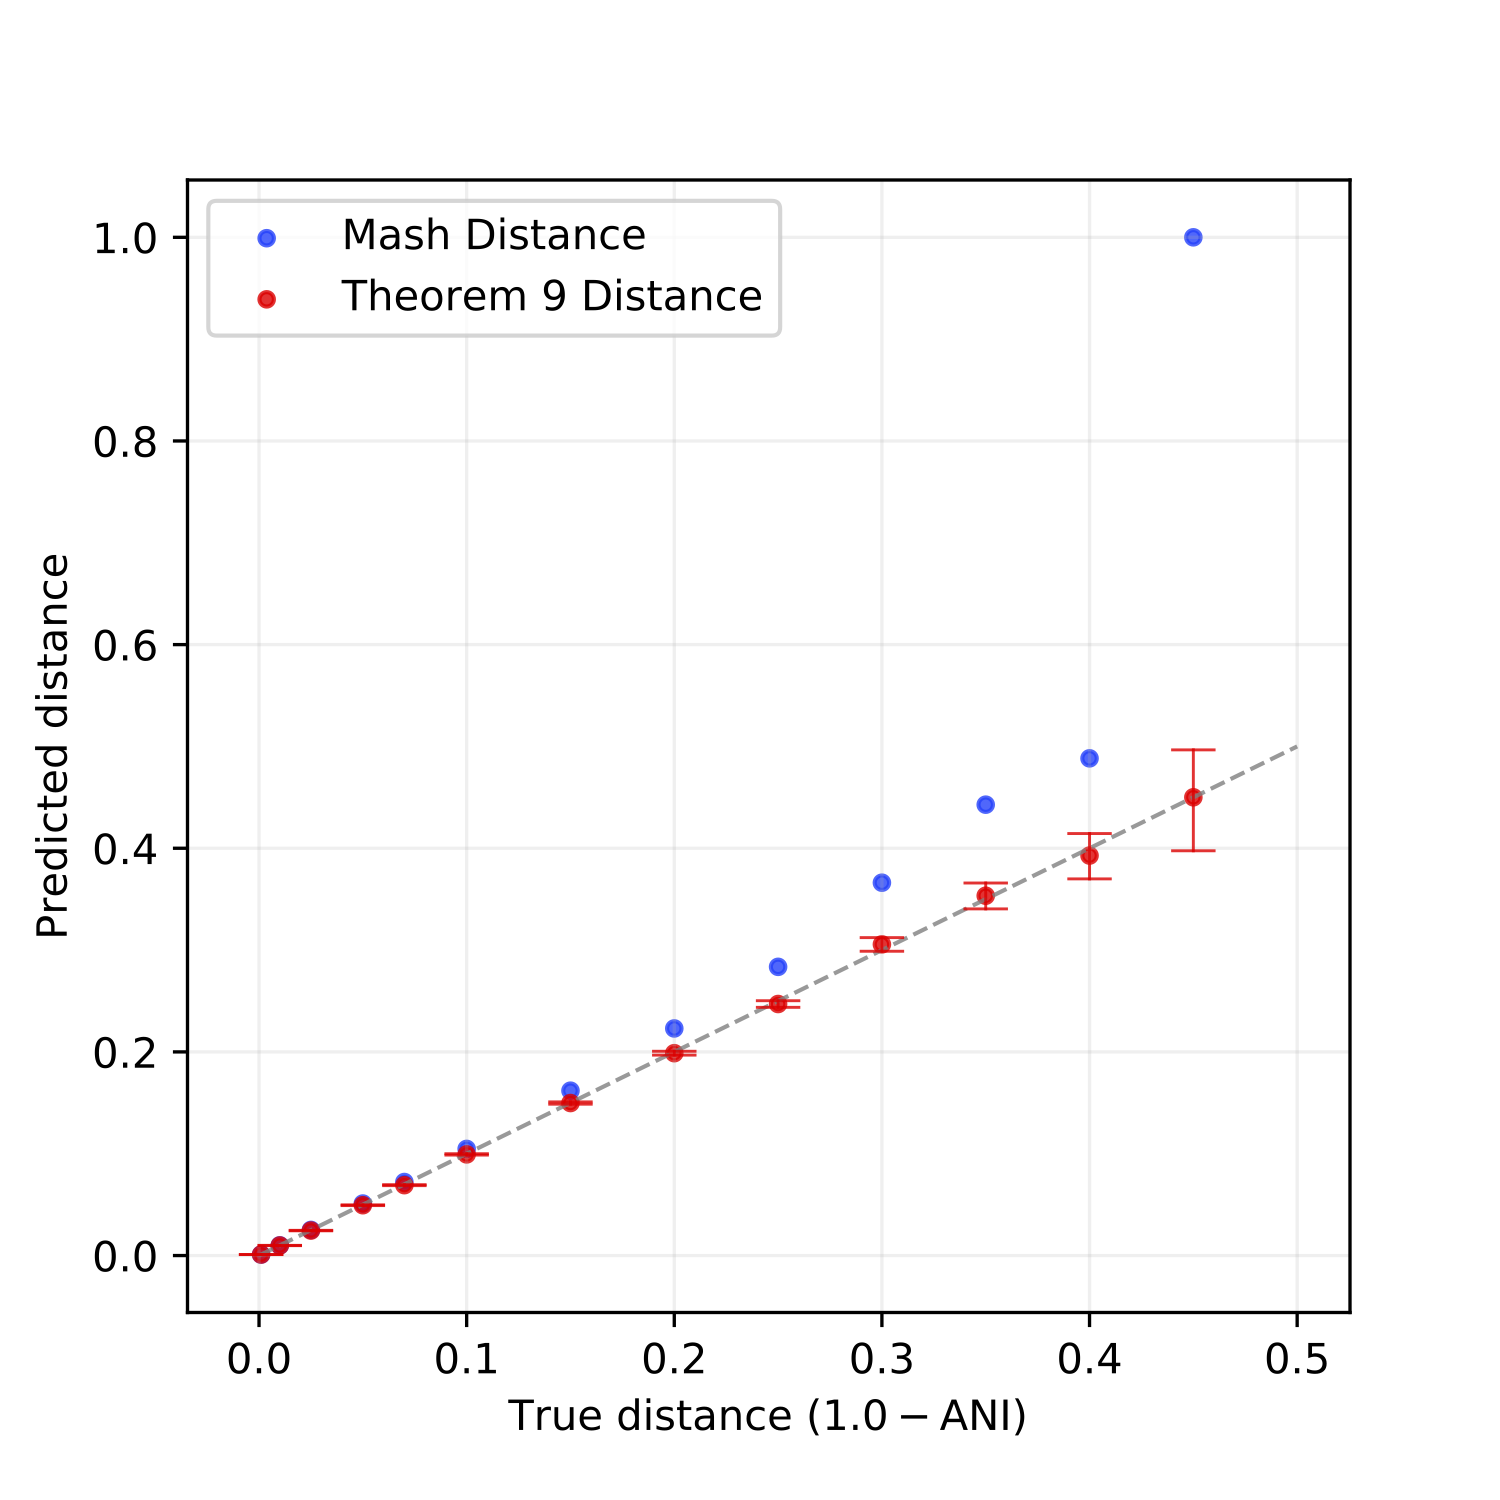 Mash Distance
Theorem 9 Distance
1.0
0.8
0.6
0.4
0.2
0.0
Predicted distance
0.0 0.1 0.2 0.3 0.4 0.5
True distance (1.0 − ANI)